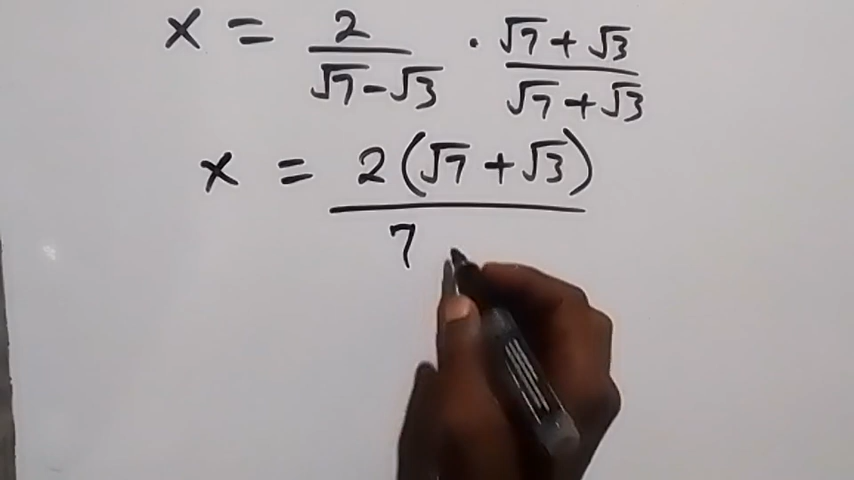 x = 2/(√7-√3) · (√7+√3)/(√7+√3)
x = 2(√7+√3)/7